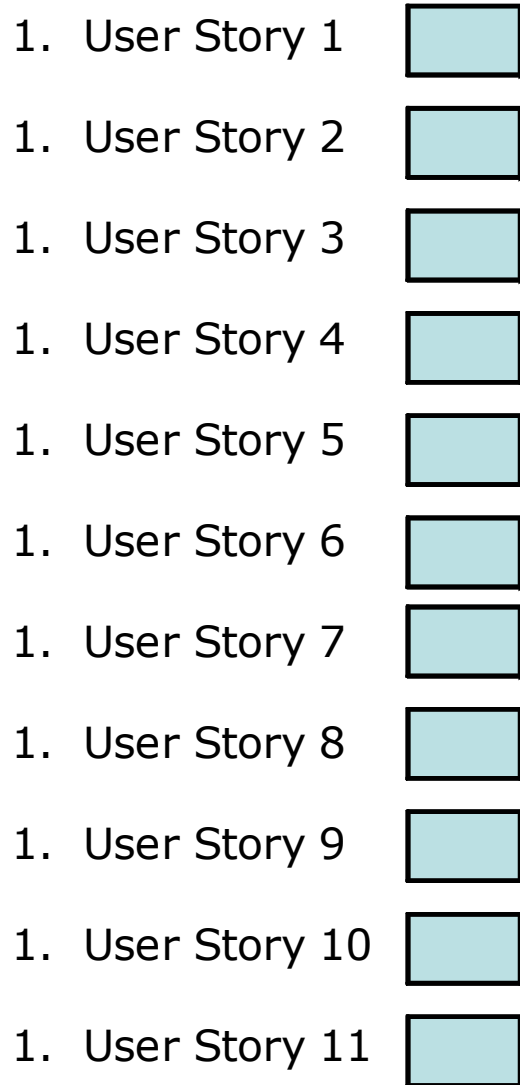 1. User Story 1
1. User Story 2
1. User Story 3
1. User Story 4
1. User Story 5
1. User Story 6
1. User Story 7
1. User Story 8
1. User Story 9
1. User Story 10
1. User Story 11